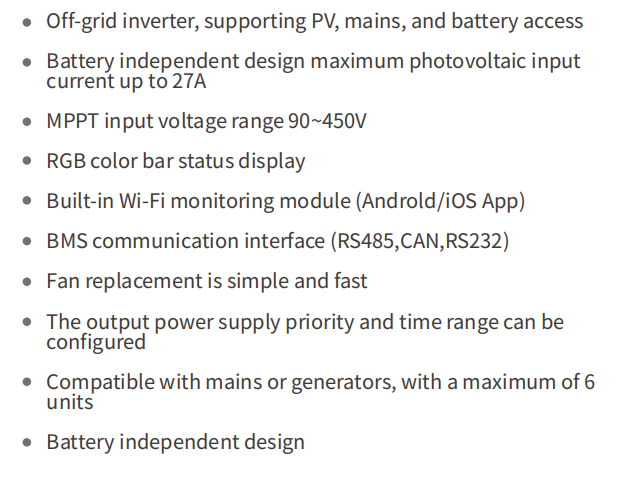 • Off-grid inverter, supporting PV, mains, and battery access
• Battery independent design maximum photovoltaic input
current up to 27A
• MPPT input voltage range 90~450V
• RGB color bar status display
• Built-in Wi-Fi monitoring module (Androld/iOS App)
• BMS communication interface (RS485,CAN,RS232)
• Fan replacement is simple and fast
• The output power supply priority and time range can be
configured
• Compatible with mains or generators, with a maximum of 6
units
• Battery independent design